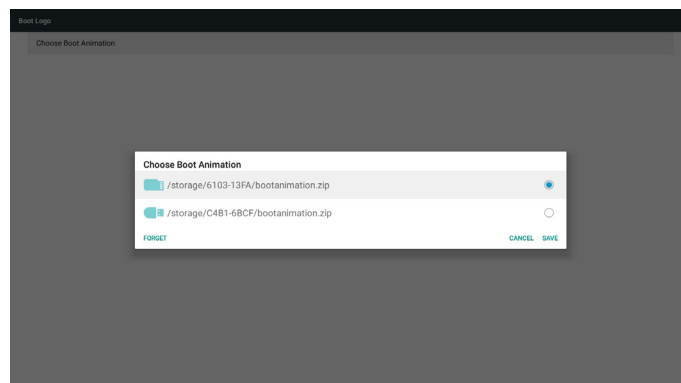 Boot Logo
Choose Boot Animation
Choose Boot Animation
/storage/6103-13FA/bootanimation.zip
/storage/C4B1-6BCF/bootanimation.zip
FORGET CANCEL SAVE